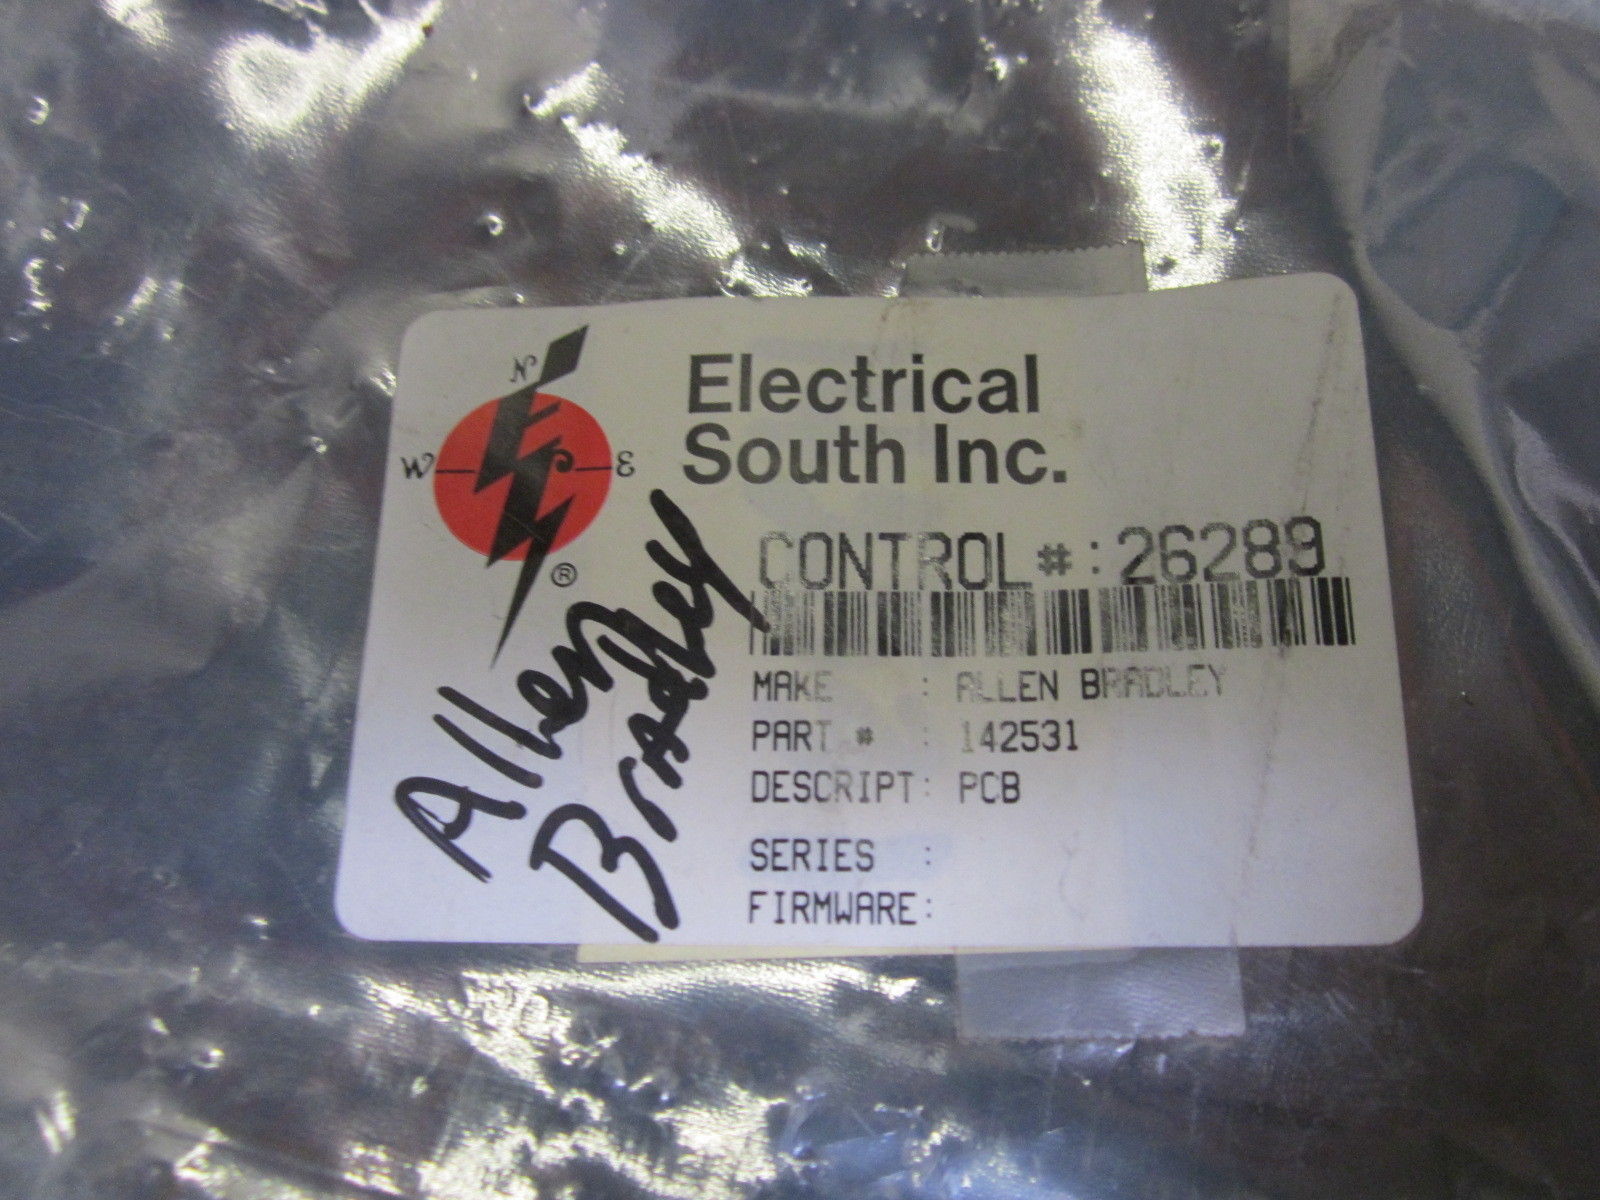 N
W E
®
Electrical
South Inc.
CONTROL #: 26289
MAKE : ALLEN BRADLEY
PART # : 142531
DESCRIPT: PCB
SERIES :
FIRMWARE:
Allen
Bradley